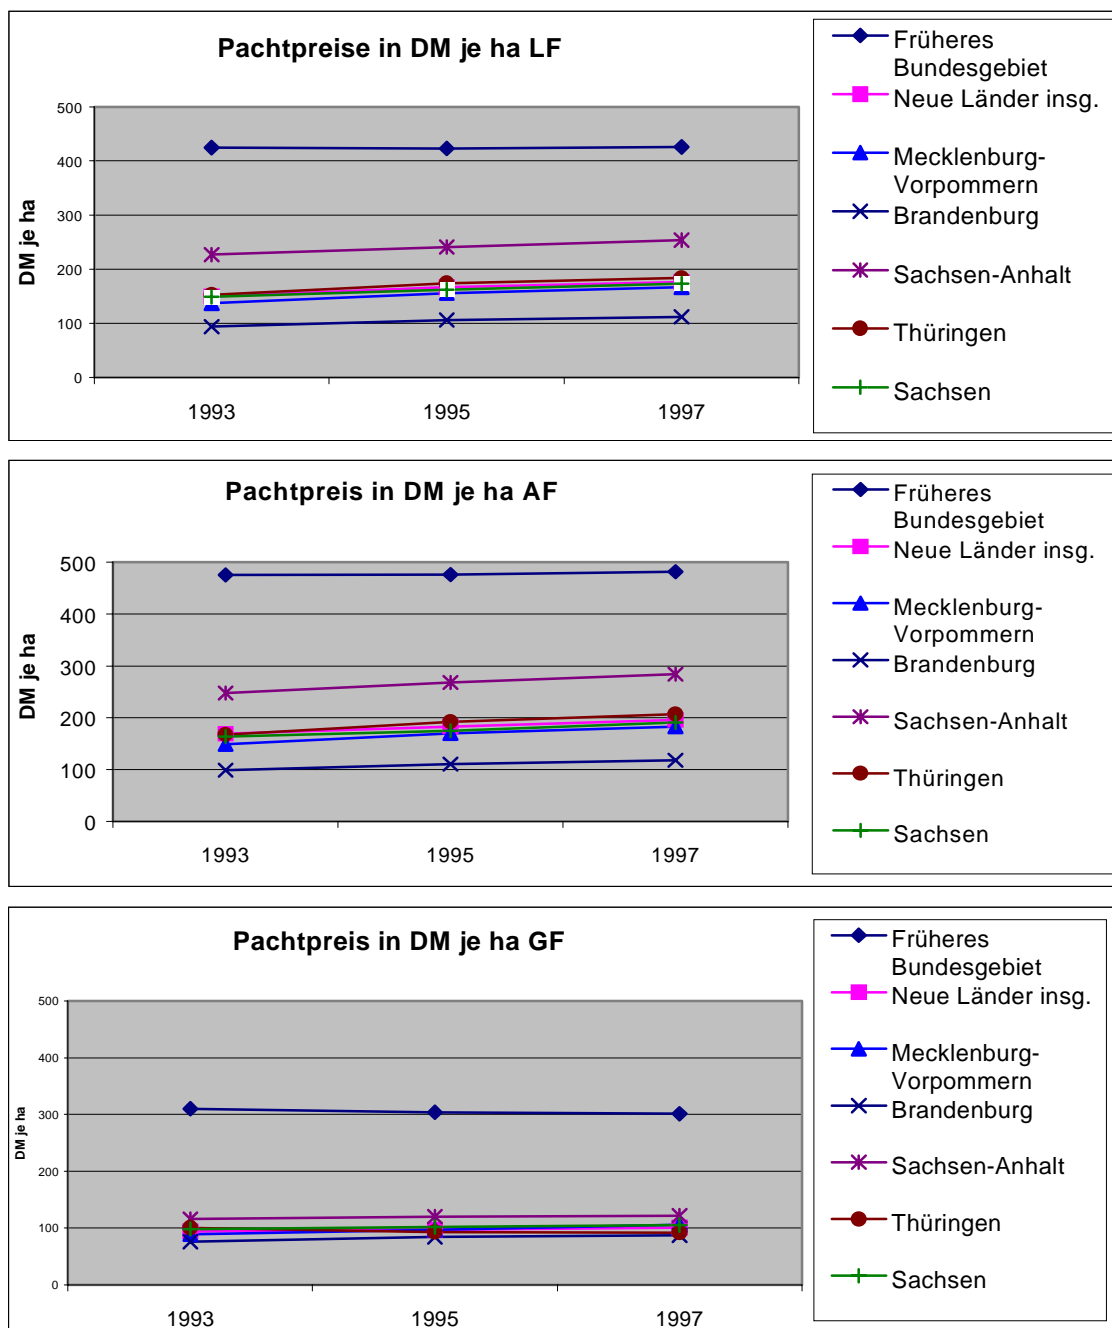 Pachtpreise in DM je ha LF
DM je ha
500
400
300
200
100
0
1993
1995
1997
Früheres
Bundesgebiet
Neue Länder insg.
Mecklenburg-
Vorpommern
Brandenburg
Sachsen-Anhalt
Thüringen
Sachsen
Pachtpreis in DM je ha AF
DM je ha
500
400
300
200
100
0
1993
1995
1997
Früheres
Bundesgebiet
Neue Länder insg.
Mecklenburg-
Vorpommern
Brandenburg
Sachsen-Anhalt
Thüringen
Sachsen
Pachtpreis in DM je ha GF
DM je ha
500
400
300
200
100
0
1993
1995
1997
Früheres
Bundesgebiet
Neue Länder insg.
Mecklenburg-
Vorpommern
Brandenburg
Sachsen-Anhalt
Thüringen
Sachsen